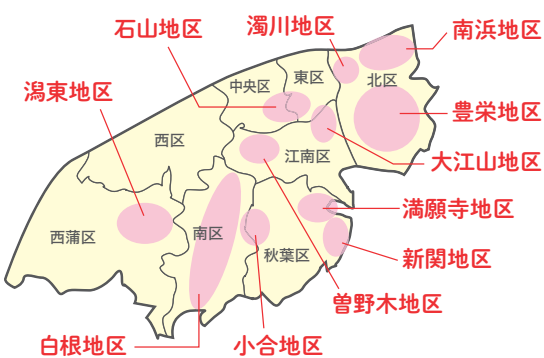 石山地区
濁川地区
南浜地区
潟東地区
中央区
東区
北区
豊栄地区
西区
江南区
大江山地区
満願寺地区
西蒲区
南区
秋葉区
新関地区
曽野木地区
白根地区
小合地区